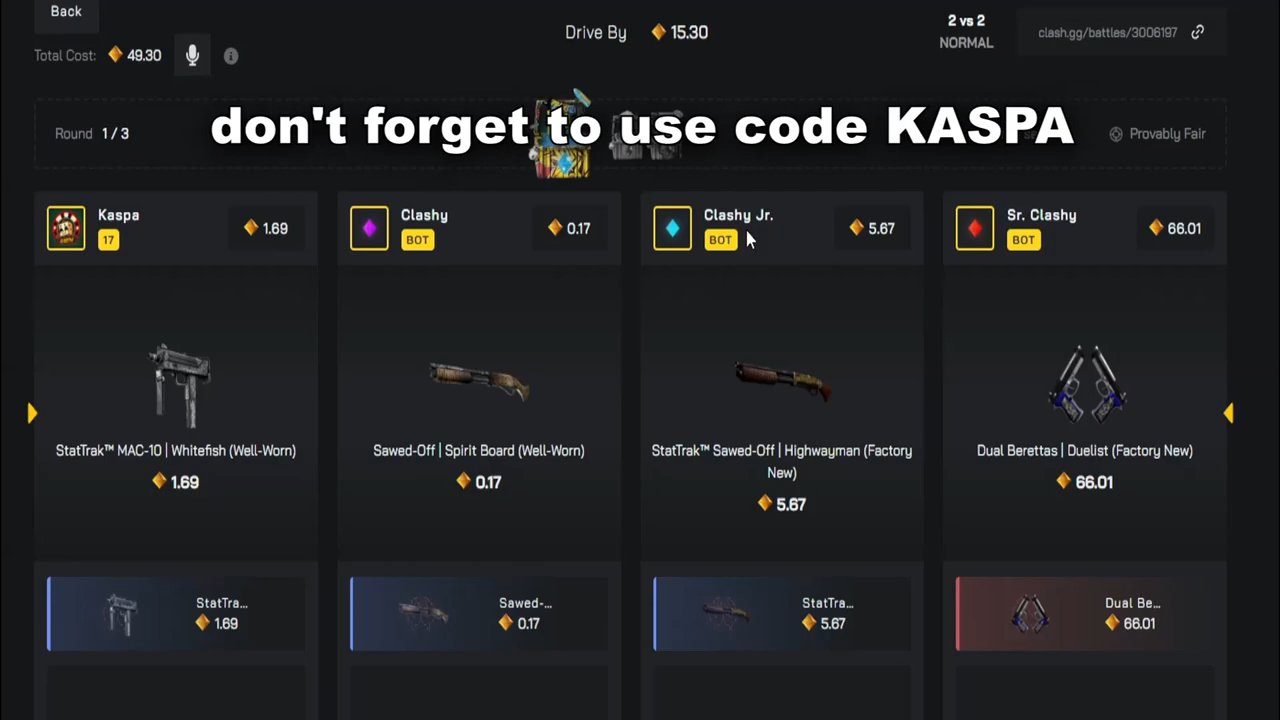 Back
Total Cost: 49.30
Drive By 15.30
2 vs 2
NORMAL
clash.gg/battles/3006197
Round 1 / 3
don't forget to use code KASPA
Provably Fair
Kaspa
17
1.69
Clashy
BOT
0.17
Clashy Jr.
BOT
5.67
Sr. Clashy
BOT
66.01
StatTrak™ MAC-10 | Whitefish (Well-Worn)
1.69
Sawed-Off | Spirit Board (Well-Worn)
0.17
StatTrak™ Sawed-Off | Highwayman (Factory
New)
5.67
Dual Berettas | Duelist (Factory New)
66.01
StatTra...
1.69
Sawed-...
0.17
StatTra...
5.67
Dual Be...
66.01